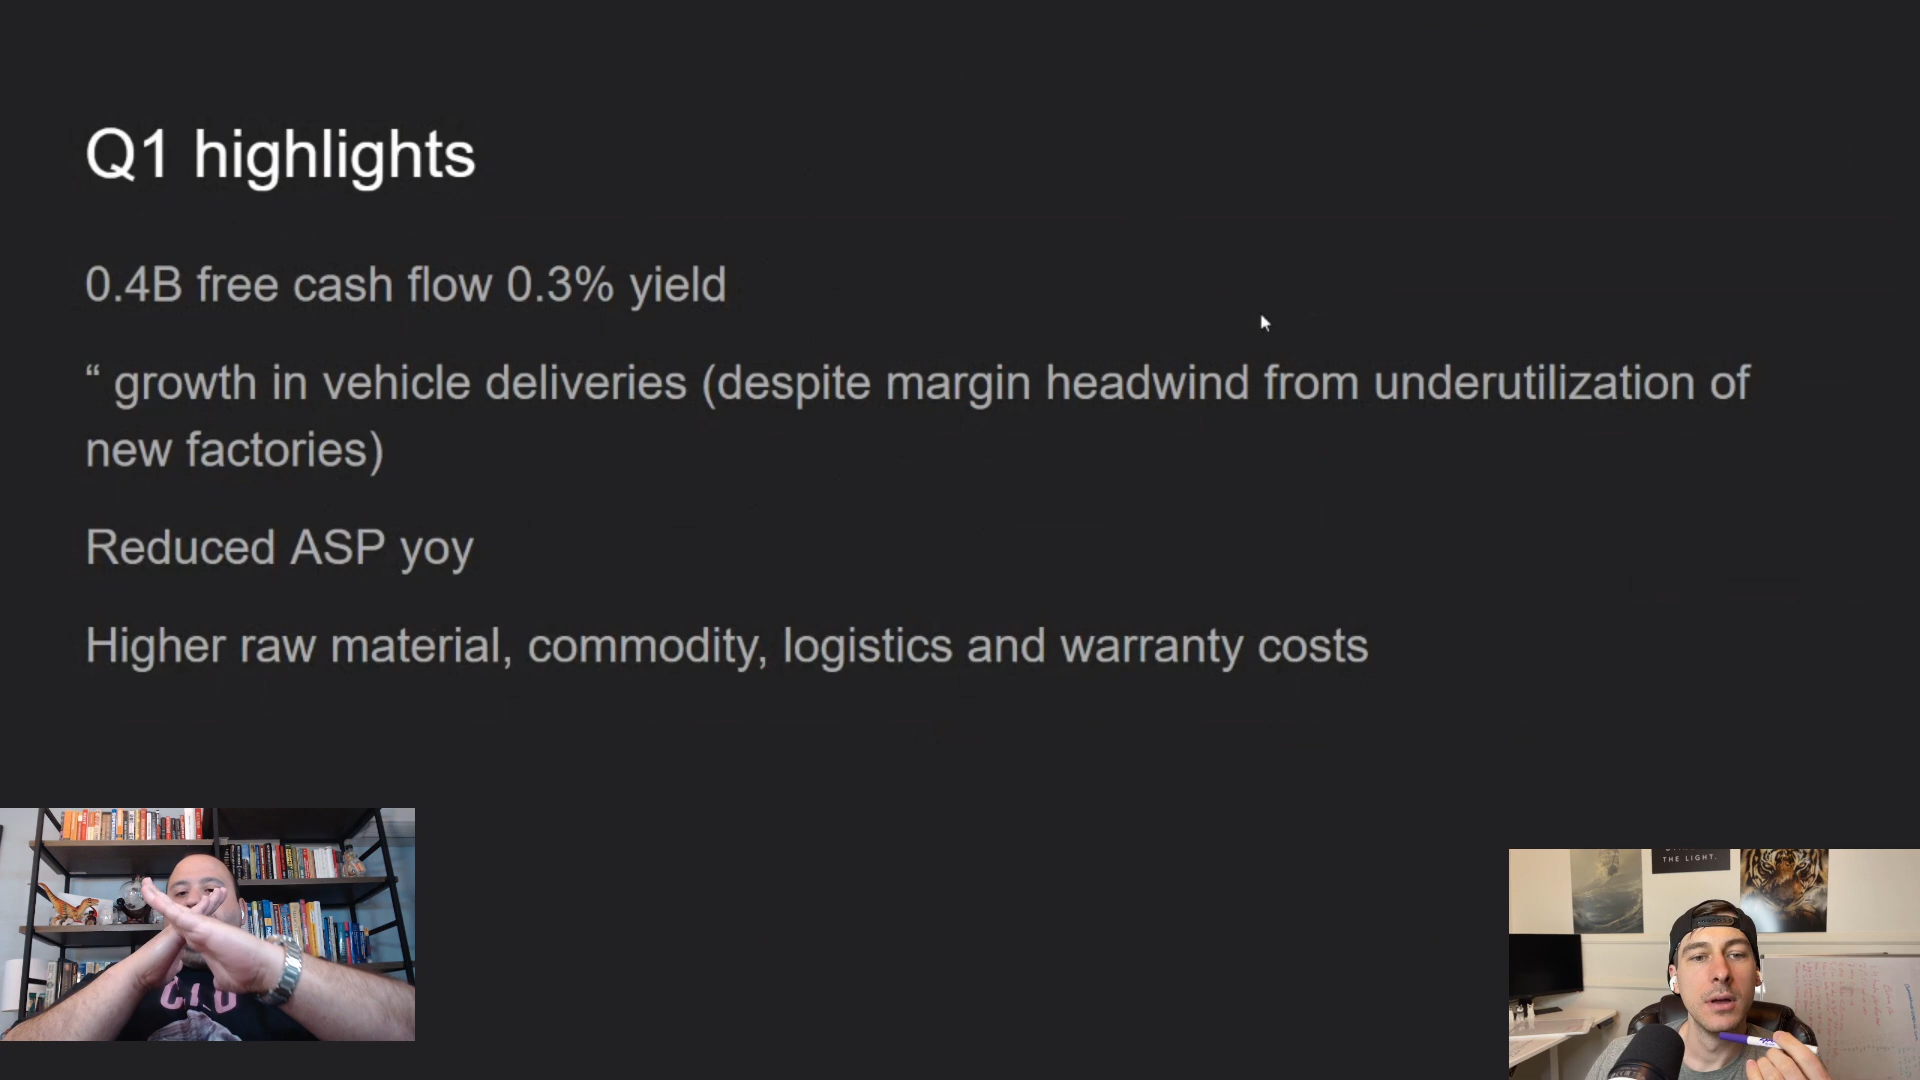 Q1 highlights
0.4B free cash flow 0.3% yield
“ growth in vehicle deliveries (despite margin headwind from underutilization of
new factories)
Reduced ASP yoy
Higher raw material, commodity, logistics and warranty costs
THE LIGHT.